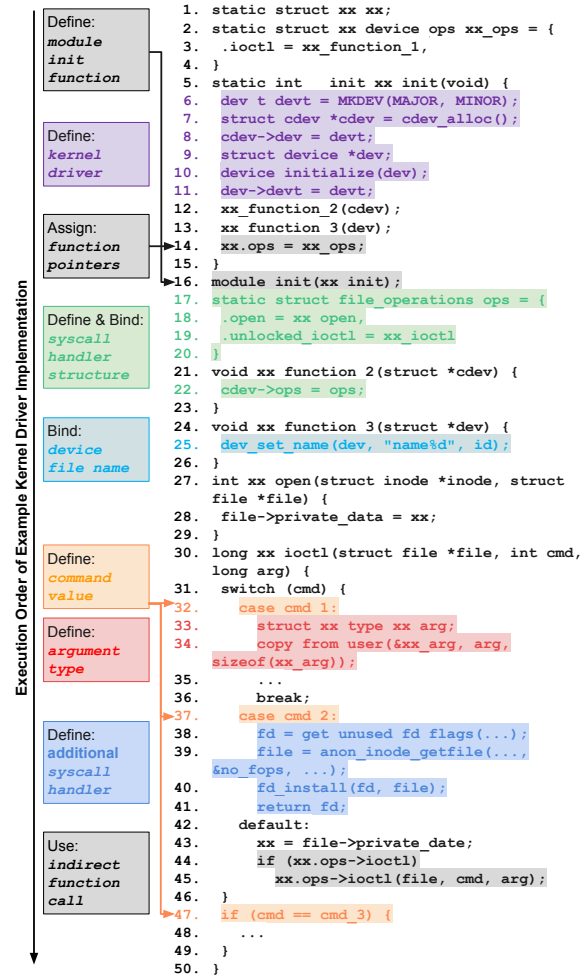 Execution Order of Example Kernel Driver Implementation
Define:
module
init
function
Define:
kernel
driver
Assign:
function
pointers
Define & Bind:
syscall
handler
structure
Bind:
device
file name
Define:
command
value
Define:
argument
type
Define:
additional
syscall
handler
Use:
indirect
function
call
1. static struct xx xx;
2. static struct xx device ops xx_ops = {
3. .ioctl = xx_function_1,
4. }
5. static int init xx init(void) {
6. dev t devt = MKDEV(MAJOR, MINOR);
7. struct cdev *cdev = cdev_alloc();
8. cdev->dev = devt;
9. struct device *dev;
10. device initialize(dev);
11. dev->devt = devt;
12. xx_function_2(cdev);
13. xx function 3(dev);
14. xx.ops = xx_ops;
15. }
16. module init(xx init);
17. static struct file_operations ops = {
18. .open = xx open,
19. .unlocked_ioctl = xx_ioctl
20. }
21. void xx function 2(struct *cdev) {
22. cdev->ops = ops;
23. }
24. void xx function 3(struct *dev) {
25. dev_set_name(dev, "name%d", id);
26. }
27. int xx open(struct inode *inode, struct
file *file) {
28. file->private_data = xx;
29. }
30. long xx ioctl(struct file *file, int cmd,
long arg) {
31. switch (cmd) {
32. case cmd 1:
33. struct xx type xx arg;
34. copy from user(&xx_arg, arg,
sizeof(xx_arg));
35. ...
36. break;
37. case cmd 2:
38. fd = get unused fd flags(...);
39. file = anon_inode_getfile(...,
&no_fops, ...);
40. fd_install(fd, file);
41. return fd;
42. default:
43. xx = file->private_date;
44. if (xx.ops->ioctl)
45. xx.ops->ioctl(file, cmd, arg);
46. }
47. if (cmd == cmd_3) {
48. ...
49. }
50. }